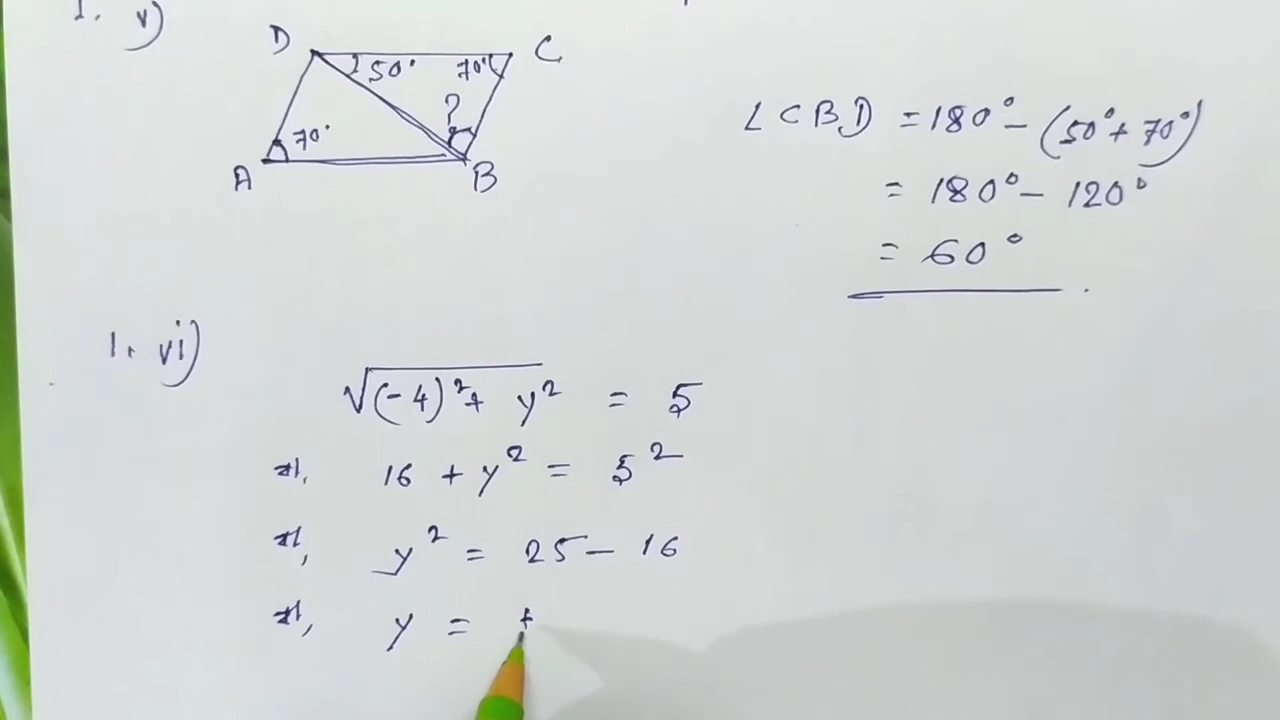 1. v)
D
50°
70°
C
70°
?
A
B
∠CBD = 180° - (50° + 70°)
= 180° - 120°
= 60°
1. vi)
√(-4)² + y² = 5
বা, 16 + y² = 5²
বা, y² = 25 - 16
বা, y = +